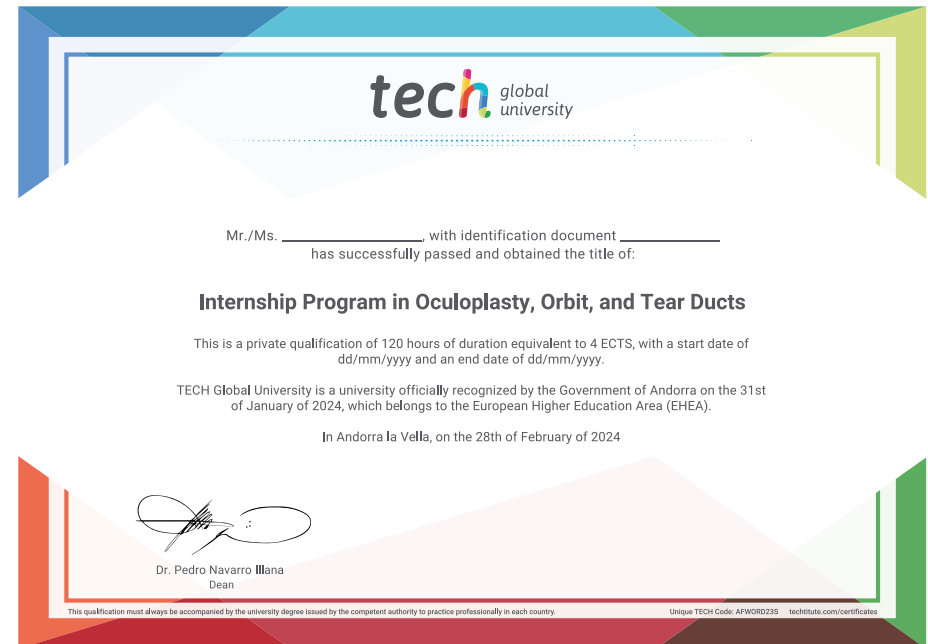 tech global university
Mr./Ms. ____________, with identification document ____________
has successfully passed and obtained the title of:
Internship Program in Oculoplasty, Orbit, and Tear Ducts
This is a private qualification of 120 hours of duration equivalent to 4 ECTS, with a start date of
dd/mm/yyyy and an end date of dd/mm/yyyy.
TECH Global University is a university officially recognized by the Government of Andorra on the 31st
of January of 2024, which belongs to the European Higher Education Area (EHEA).
In Andorra la Vella, on the 28th of February of 2024
Dr. Pedro Navarro Illana
Dean
This qualification must always be accompanied by the university degree issued by the competent authority to practice professionally in each country.
Unique TECH Code: AFWORD23S techtitute.com/certificates